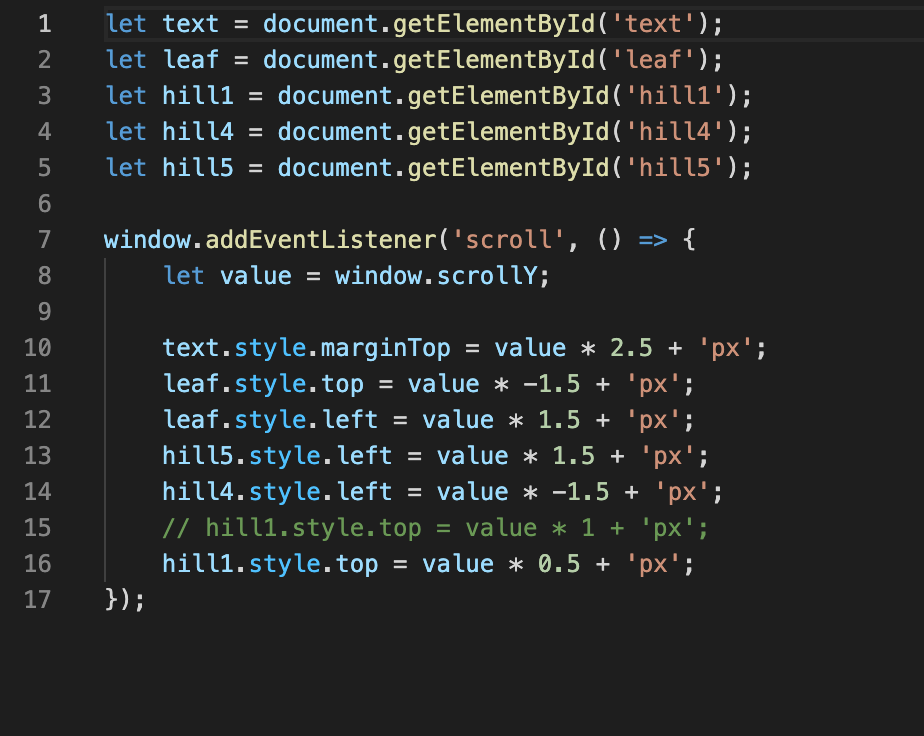 1 let text = document.getElementById('text');
2 let leaf = document.getElementById('leaf');
3 let hill1 = document.getElementById('hill1');
4 let hill4 = document.getElementById('hill4');
5 let hill5 = document.getElementById('hill5');
6
7 window.addEventListener('scroll', () => {
8     let value = window.scrollY;
9
10     text.style.marginTop = value * 2.5 + 'px';
11     leaf.style.top = value * -1.5 + 'px';
12     leaf.style.left = value * 1.5 + 'px';
13     hill5.style.left = value * 1.5 + 'px';
14     hill4.style.left = value * -1.5 + 'px';
15     // hill1.style.top = value * 1 + 'px';
16     hill1.style.top = value * 0.5 + 'px';
17 });